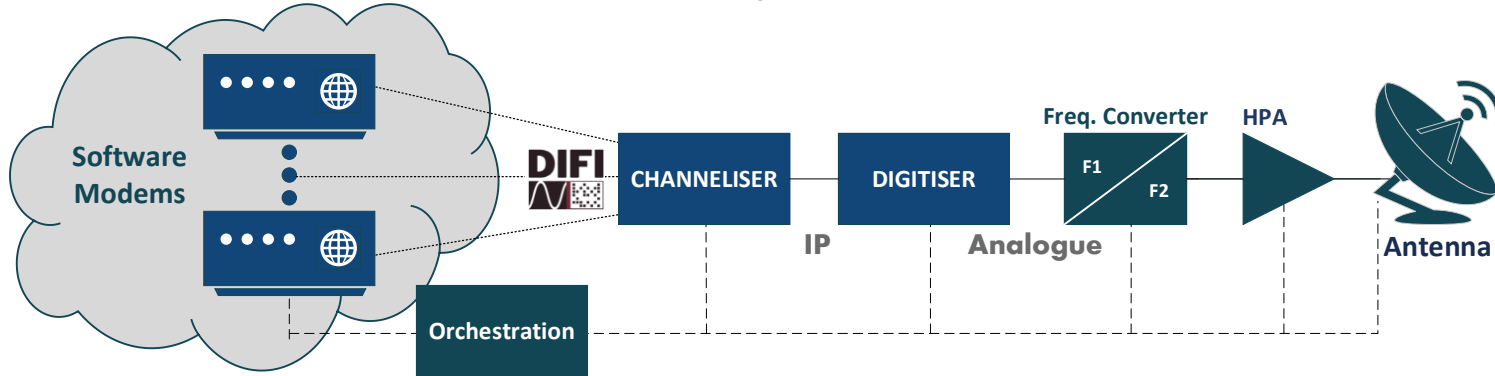 Software
Modems
DIFI
CHANNELISER
DIGITISER
Freq. Converter
F1
F2
HPA
IP
Analogue
Antenna
Orchestration